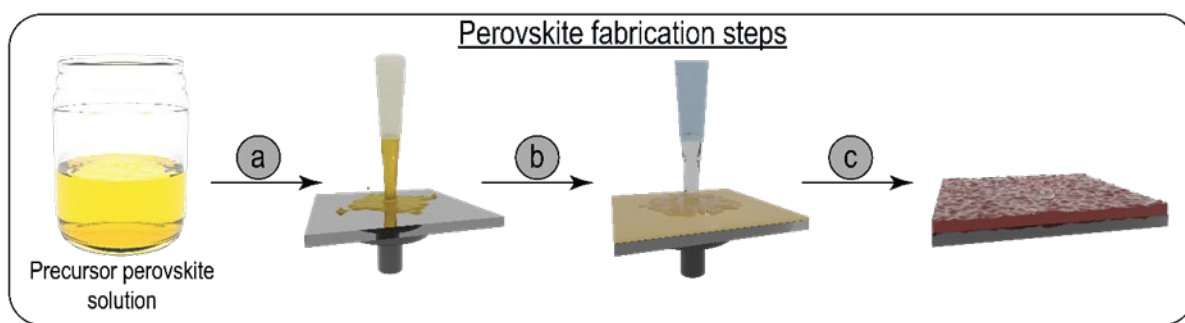 Perovskite fabrication steps
a
b
c
Precursor perovskite
solution